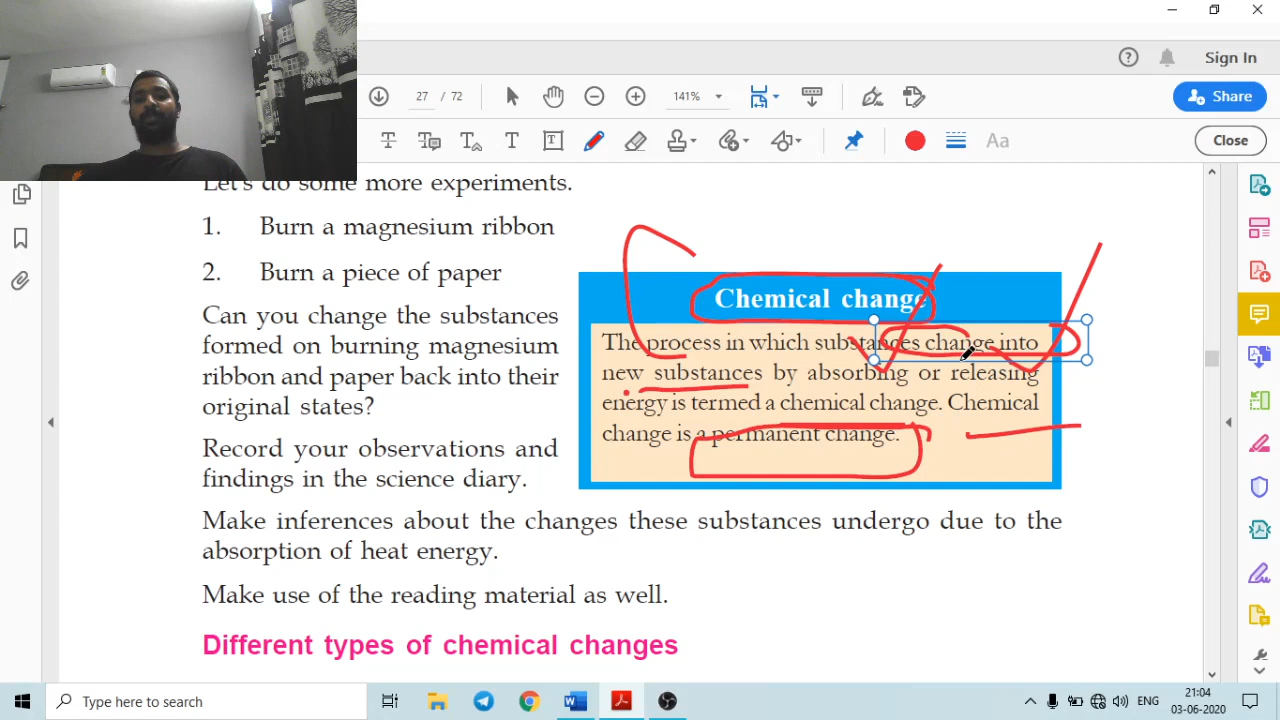 Sign In
27 / 72
141%
Share
Aa
Close
Let's do some more experiments.
1. Burn a magnesium ribbon
2. Burn a piece of paper
Can you change the substances
formed on burning magnesium
ribbon and paper back into their
original states?
Record your observations and
findings in the science diary.
Chemical change
The process in which substances change into
new substances by absorbing or releasing
energy is termed a chemical change. Chemical
change is a permanent change.
Make inferences about the changes these substances undergo due to the
absorption of heat energy.
Make use of the reading material as well.
Different types of chemical changes
Type here to search
ENG
21:04
03-06-2020